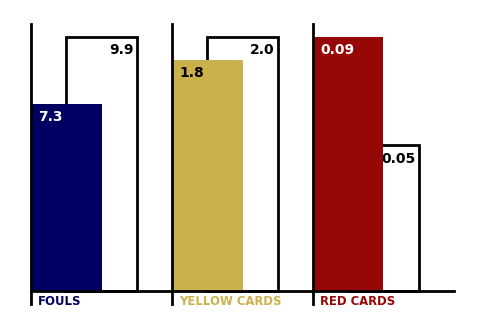 9.9
2.0
0.09
1.8
7.3
0.05
FOULS
YELLOW CARDS
RED CARDS